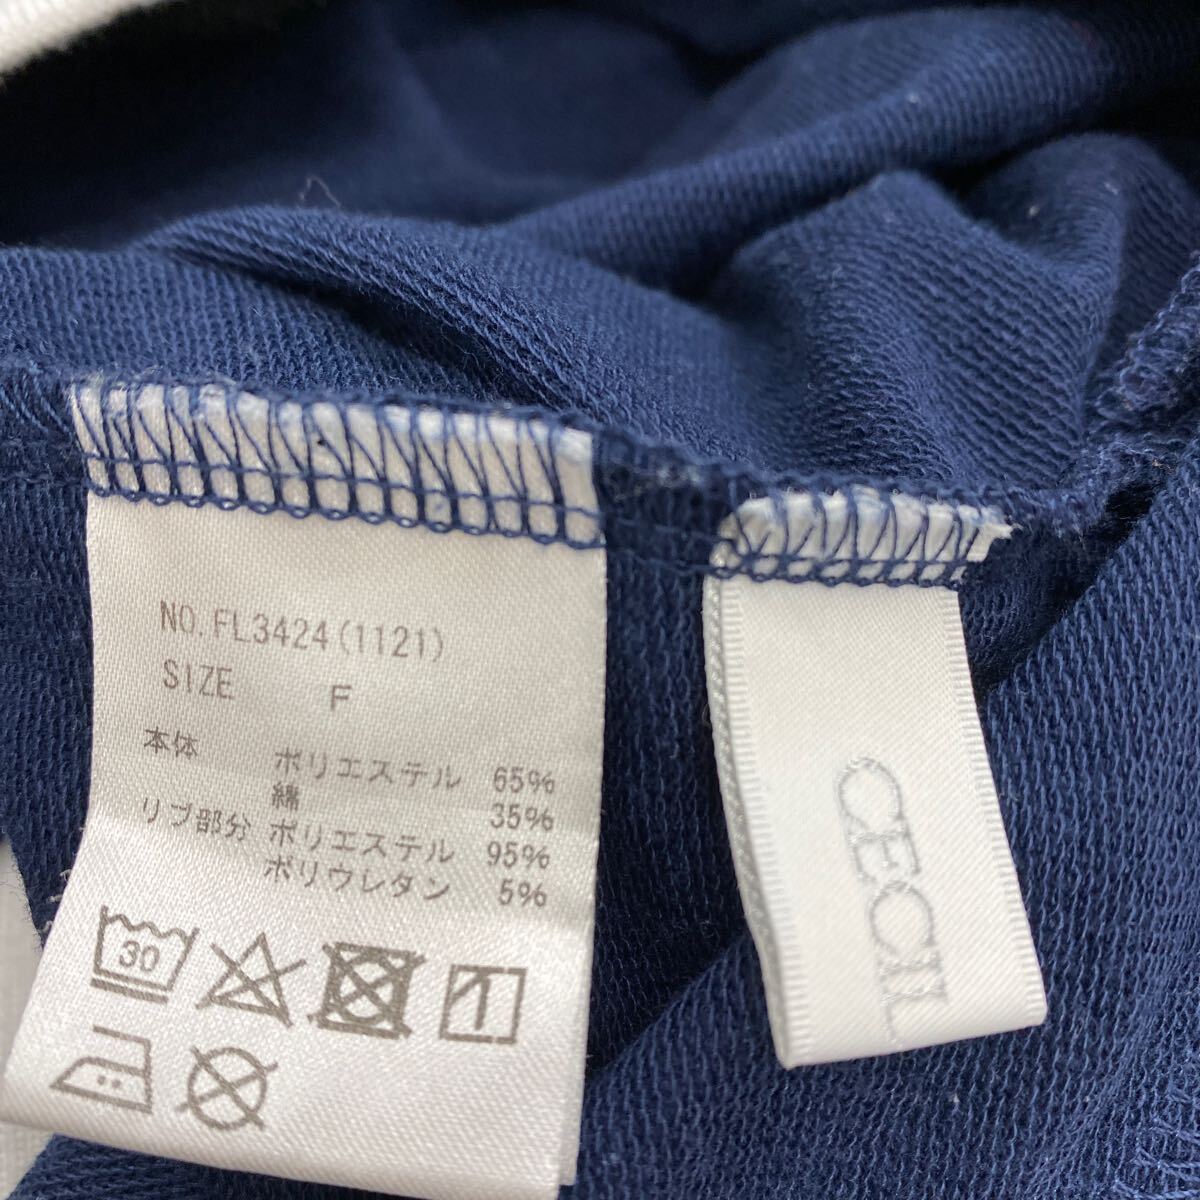 NO.FL3424(1121)
SIZE F
本体 ポリエステル 65%
綿 35%
リブ部分 ポリエステル 95%
ポリウレタン 5%
30
CECIL